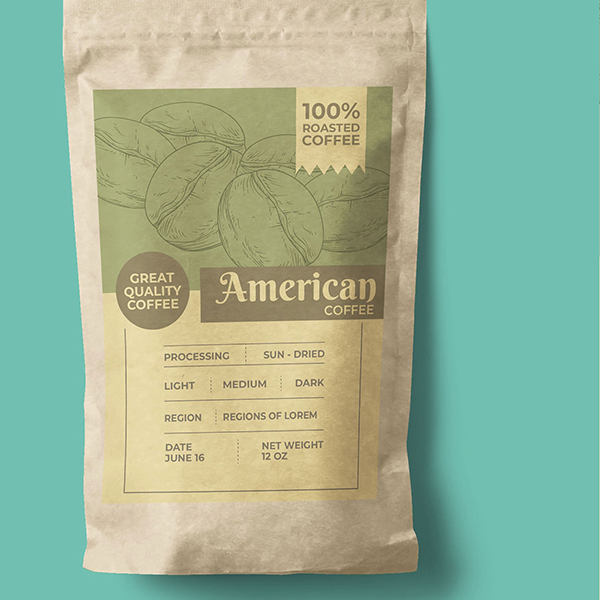 100%
ROASTED
COFFEE
GREAT
QUALITY
COFFEE
American
COFFEE
PROCESSING SUN - DRIED
LIGHT MEDIUM DARK
REGION REGIONS OF LOREM
DATE NET WEIGHT
JUNE 16 12 OZ